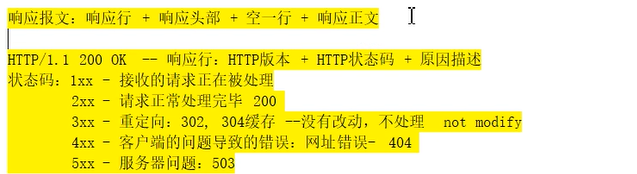 响应报文：响应行 + 响应头部 + 空一行 + 响应正文
HTTP/1.1 200 OK -- 响应行：HTTP版本 + HTTP状态码 + 原因描述
状态码：1xx - 接收的请求正在被处理
2xx - 请求正常处理完毕 200
3xx - 重定向：302, 304缓存 --没有改动，不处理 not modify
4xx - 客户端的问题导致的错误：网址错误- 404
5xx - 服务器问题：503